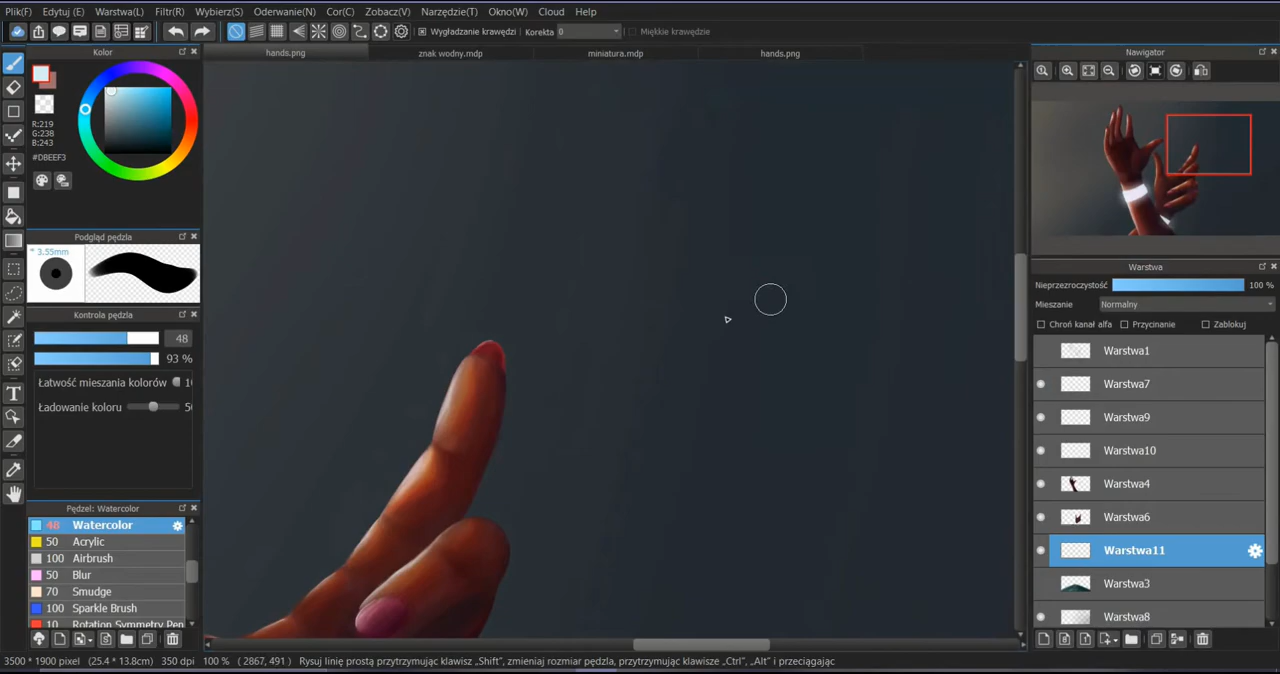 Plik(F) Edytuj (E) Warstwa(L) Filtr(R) Wybierz(S) Oderwanie(N) Cor(C) Zobacz(V) Narzędzie(T) Okno(W) Cloud Help
Wygładzanie krawędzi Korekta 0 Miękkie krawędzie
Kolor
hands.png znak wodny.mdp miniatura.mdp hands.png
R:219
G:238
B:243
#DBEEF3
Podgląd pędzla
* 3.55mm
Kontrola pędzla
48
93 %
Łatwość mieszania kolorów
Ładowanie koloru
Pędzel: Watercolor
48 Watercolor
50 Acrylic
100 Airbrush
50 Blur
70 Smudge
100 Sparkle Brush
10 Rotation Symmetry Pen
T
Nawigator
Warstwa
Nieprzezroczystość 100 %
Mieszanie Normalny
Chroń kanał alfa Przycinanie Zablokuj
Warstwa1
Warstwa7
Warstwa9
Warstwa10
Warstwa4
Warstwa6
Warstwa11
Warstwa3
Warstwa8
3500 * 1900 pixel (25.4 * 13.8cm) 350 dpi 100 % ( 2867, 491 ) Rysuj linię prostą przytrzymując klawisz „Shift", zmieniaj rozmiar pędzla, przytrzymując klawisze „Ctrl", „Alt" i przeciągając